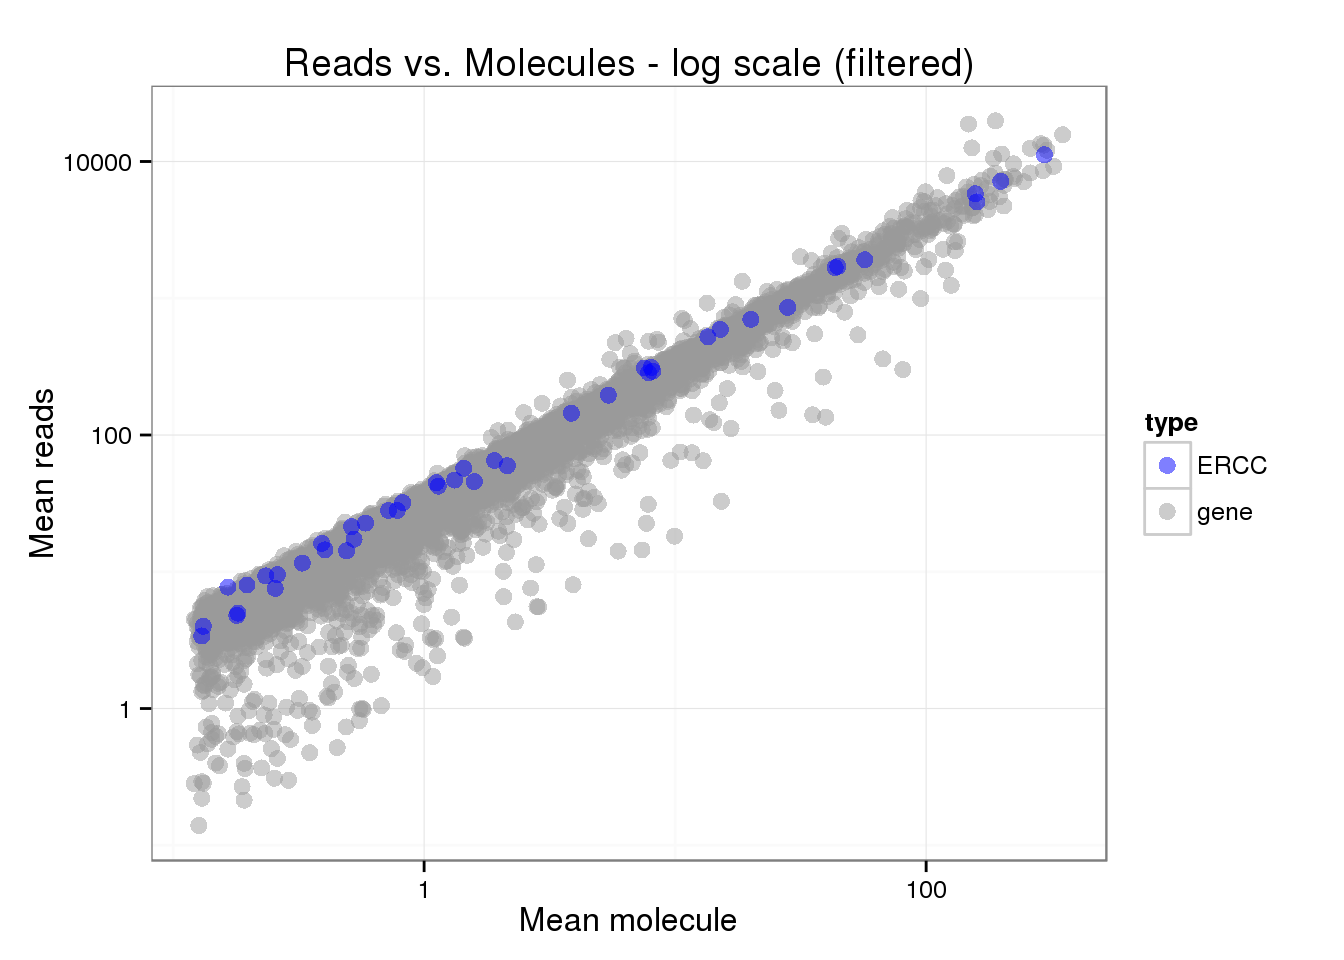 Reads vs. Molecules - log scale (filtered)
10000
100
1
Mean reads
1
100
Mean molecule
type
ERCC
gene